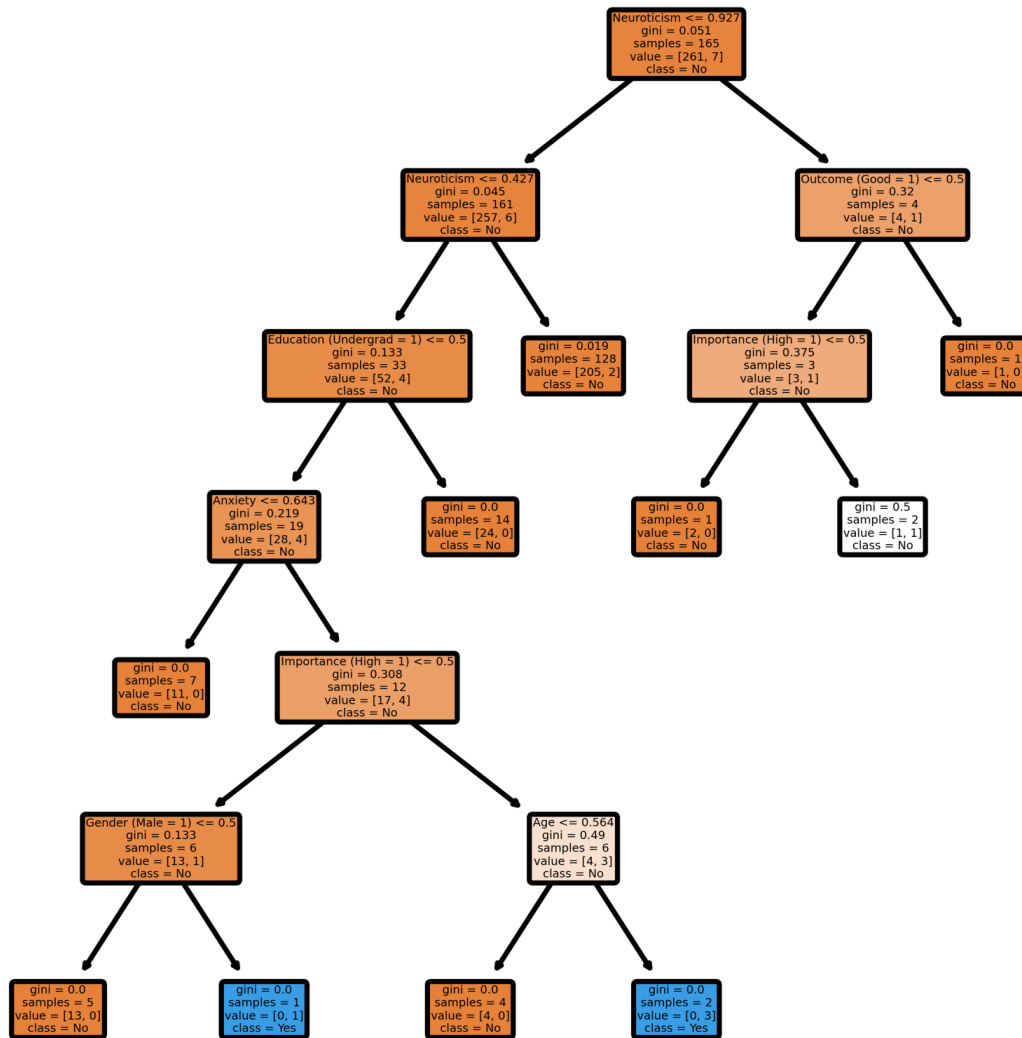 Neuroticism <= 0.927
gini = 0.051
samples = 165
value = [261, 7]
class = No
Neuroticism <= 0.427
gini = 0.045
samples = 161
value = [257, 6]
class = No
Outcome (Good = 1) <= 0.5
gini = 0.32
samples = 4
value = [4, 1]
class = No
Education (Undergrad = 1) <= 0.5
gini = 0.133
samples = 33
value = [52, 4]
class = No
gini = 0.019
samples = 128
value = [205, 2]
class = No
Importance (High = 1) <= 0.5
gini = 0.375
samples = 3
value = [3, 1]
class = No
gini = 0.0
samples = 1
value = [1, 0]
class = No
Anxiety <= 0.643
gini = 0.219
samples = 19
value = [28, 4]
class = No
gini = 0.0
samples = 14
value = [24, 0]
class = No
gini = 0.0
samples = 1
value = [2, 0]
class = No
gini = 0.5
samples = 2
value = [1, 1]
class = No
gini = 0.0
samples = 7
value = [11, 0]
class = No
Importance (High = 1) <= 0.5
gini = 0.308
samples = 12
value = [17, 4]
class = No
Gender (Male = 1) <= 0.5
gini = 0.133
samples = 6
value = [13, 1]
class = No
Age <= 0.564
gini = 0.49
samples = 6
value = [4, 3]
class = No
gini = 0.0
samples = 5
value = [13, 0]
class = No
gini = 0.0
samples = 1
value = [0, 1]
class = Yes
gini = 0.0
samples = 4
value = [4, 0]
class = No
gini = 0.0
samples = 2
value = [0, 3]
class = Yes